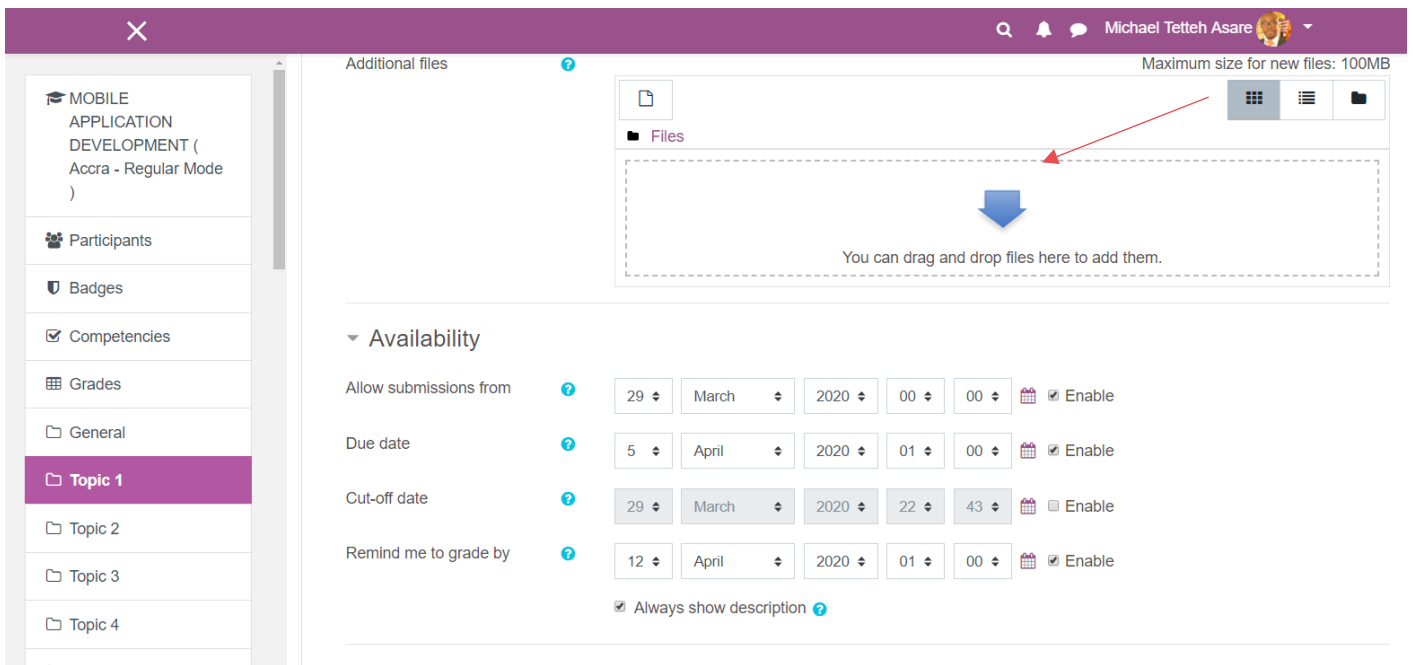 Michael Tetteh Asare
MOBILE
APPLICATION
DEVELOPMENT (
Accra - Regular Mode
)
Participants
Badges
Competencies
Grades
General
Topic 1
Topic 2
Topic 3
Topic 4
Additional files
Maximum size for new files: 100MB
Files
You can drag and drop files here to add them.
Availability
Allow submissions from 29 March 2020 00 00 Enable
Due date 5 April 2020 01 00 Enable
Cut-off date 29 March 2020 22 43 Enable
Remind me to grade by 12 April 2020 01 00 Enable
Always show description